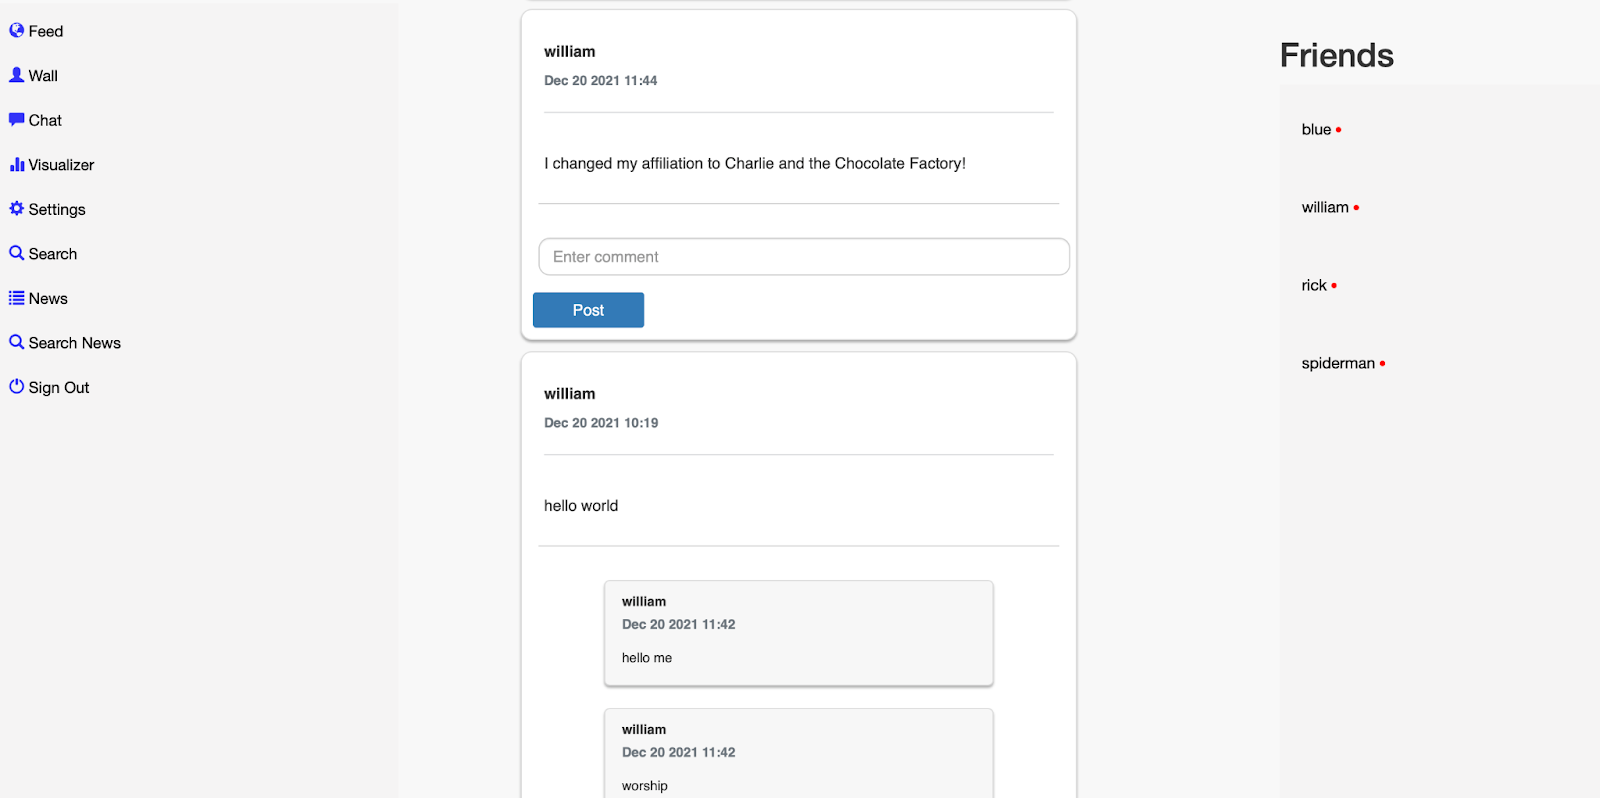 Feed
Wall
Chat
Visualizer
Settings
Search
News
Search News
Sign Out
william
Dec 20 2021 11:44
I changed my affiliation to Charlie and the Chocolate Factory!
Enter comment
Post
william
Dec 20 2021 10:19
hello world
william
Dec 20 2021 11:42
hello me
william
Dec 20 2021 11:42
worship
Friends
blue
william
rick
spiderman